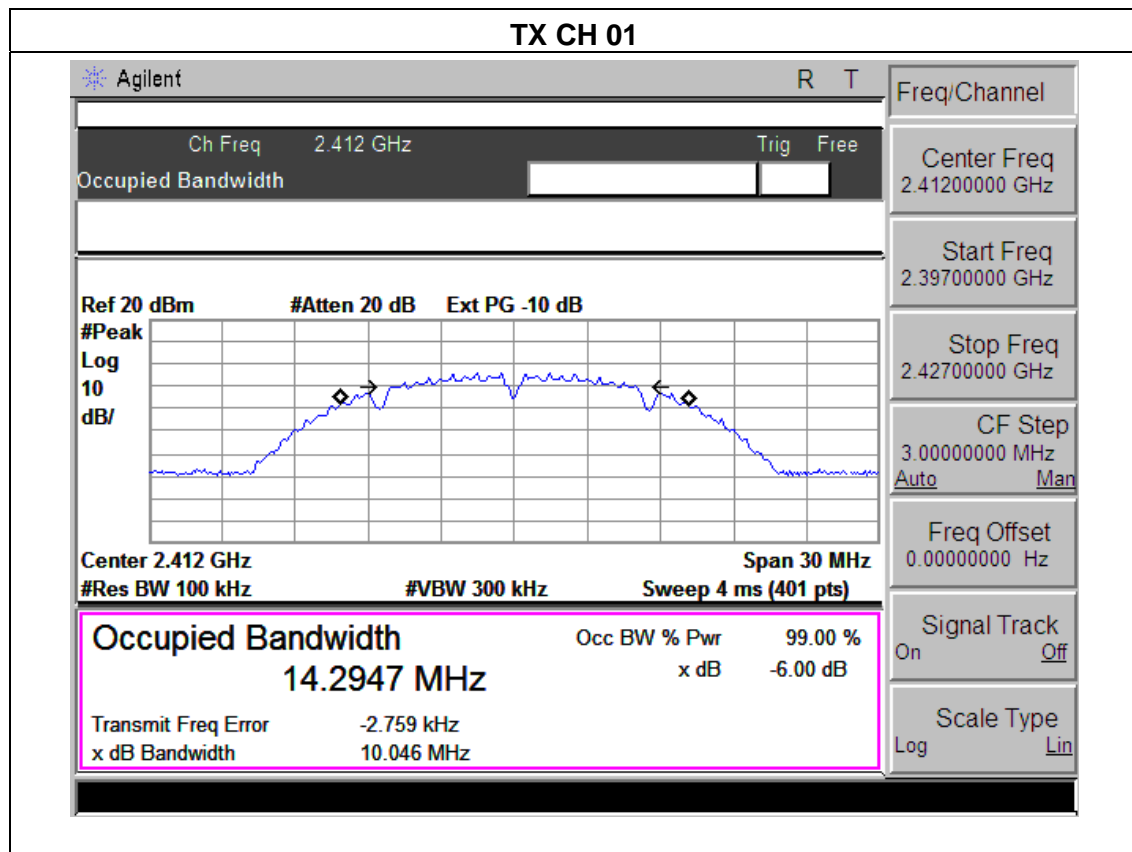 TX CH 01
Agilent R T
Ch Freq 2.412 GHz Trig Free
Occupied Bandwidth
Ref 20 dBm #Atten 20 dB Ext PG -10 dB
#Peak
Log
10
dB/
Center 2.412 GHz Span 30 MHz
#Res BW 100 kHz #VBW 300 kHz Sweep 4 ms (401 pts)
Occupied Bandwidth Occ BW % Pwr 99.00 %
14.2947 MHz x dB -6.00 dB
Transmit Freq Error -2.759 kHz
x dB Bandwidth 10.046 MHz
Freq/Channel
Center Freq
2.41200000 GHz
Start Freq
2.39700000 GHz
Stop Freq
2.42700000 GHz
CF Step
3.00000000 MHz
Auto Man
Freq Offset
0.00000000 Hz
Signal Track
On Off
Scale Type
Log Lin